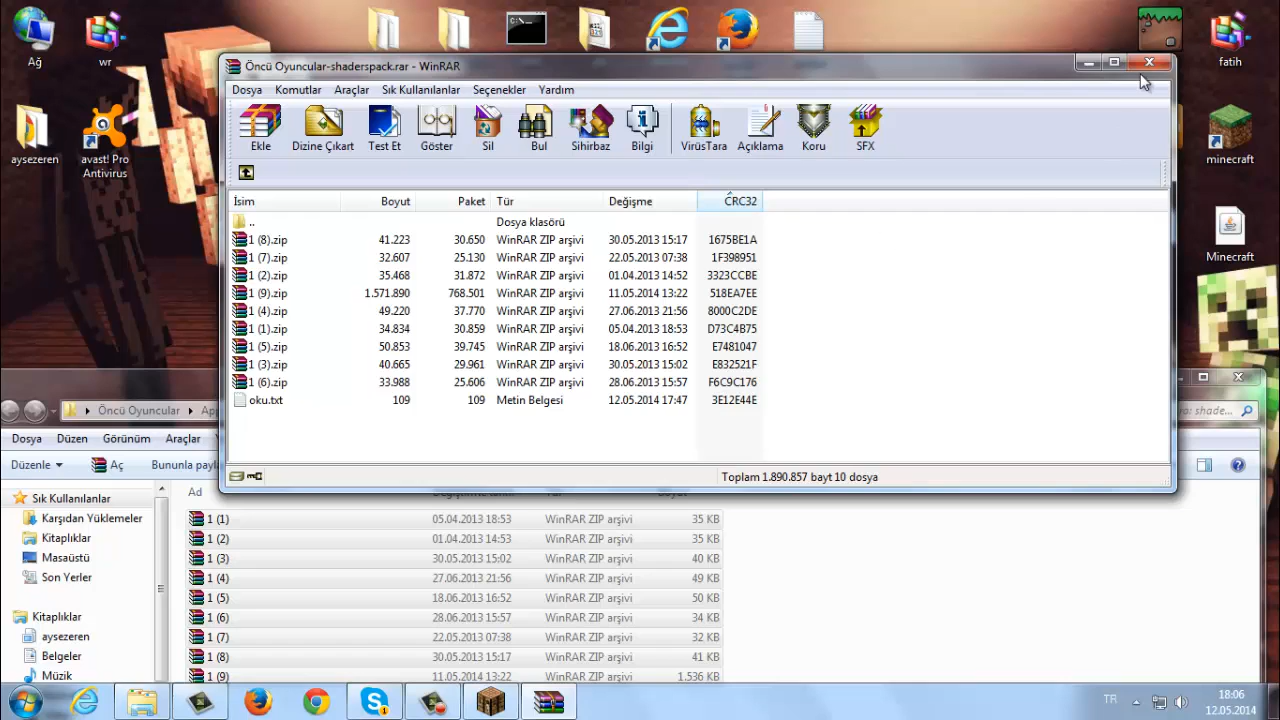 Ağ
wr
fatih
aysezeren
avast! Pro
Antivirus
minecraft
Minecraft
Öncü Oyuncular-shaderspack.rar - WinRAR
Dosya Komutlar Araçlar Sık Kullanılanlar Seçenekler Yardım
Ekle Dizine Çıkart Test Et Göster Sil Bul Sihirbaz Bilgi VirüsTara Açıklama Koru SFX
İsim Boyut Paket Tür Değişme CRC32
.. Dosya klasörü
1 (8).zip 41.223 30.650 WinRAR ZIP arşivi 30.05.2013 15:17 1675BE1A
1 (7).zip 32.607 25.130 WinRAR ZIP arşivi 22.05.2013 07:38 1F398951
1 (2).zip 35.468 31.872 WinRAR ZIP arşivi 01.04.2013 14:52 3323CCBE
1 (9).zip 1.571.890 768.501 WinRAR ZIP arşivi 11.05.2014 13:22 518EA7EE
1 (4).zip 49.220 37.770 WinRAR ZIP arşivi 27.06.2013 21:56 8000C2DE
1 (1).zip 34.834 30.859 WinRAR ZIP arşivi 05.04.2013 18:53 D73C4B75
1 (5).zip 50.853 39.745 WinRAR ZIP arşivi 18.06.2013 16:52 E7481047
1 (3).zip 40.665 29.961 WinRAR ZIP arşivi 30.05.2013 15:02 E832521F
1 (6).zip 33.988 25.606 WinRAR ZIP arşivi 28.06.2013 15:57 F6C9C176
oku.txt 109 109 Metin Belgesi 12.05.2014 17:47 3E12E44E
Toplam 1.890.857 bayt 10 dosya
Öncü Oyuncular
Dosya Düzen Görünüm Araçlar
Düzenle Aç Bununla
Ad
Sık Kullanılanlar
Karşıdan Yüklemeler
Kitaplıklar
Masaüstü
Son Yerler
Kitaplıklar
aysezeren
Belgeler
Müzik
1 (1) 05.04.2013 18:53 WinRAR ZIP arşivi 35 KB
1 (2) 01.04.2013 14:53 WinRAR ZIP arşivi 35 KB
1 (3) 30.05.2013 15:02 WinRAR ZIP arşivi 40 KB
1 (4) 27.06.2013 21:56 WinRAR ZIP arşivi 49 KB
1 (5) 18.06.2013 16:52 WinRAR ZIP arşivi 50 KB
1 (6) 28.06.2013 15:57 WinRAR ZIP arşivi 34 KB
1 (7) 22.05.2013 07:38 WinRAR ZIP arşivi 32 KB
1 (8) 30.05.2013 15:17 WinRAR ZIP arşivi 41 KB
1 (9) 11.05.2014 13:22 WinRAR ZIP arşivi 1.536 KB
TR
18:06
12.05.2014